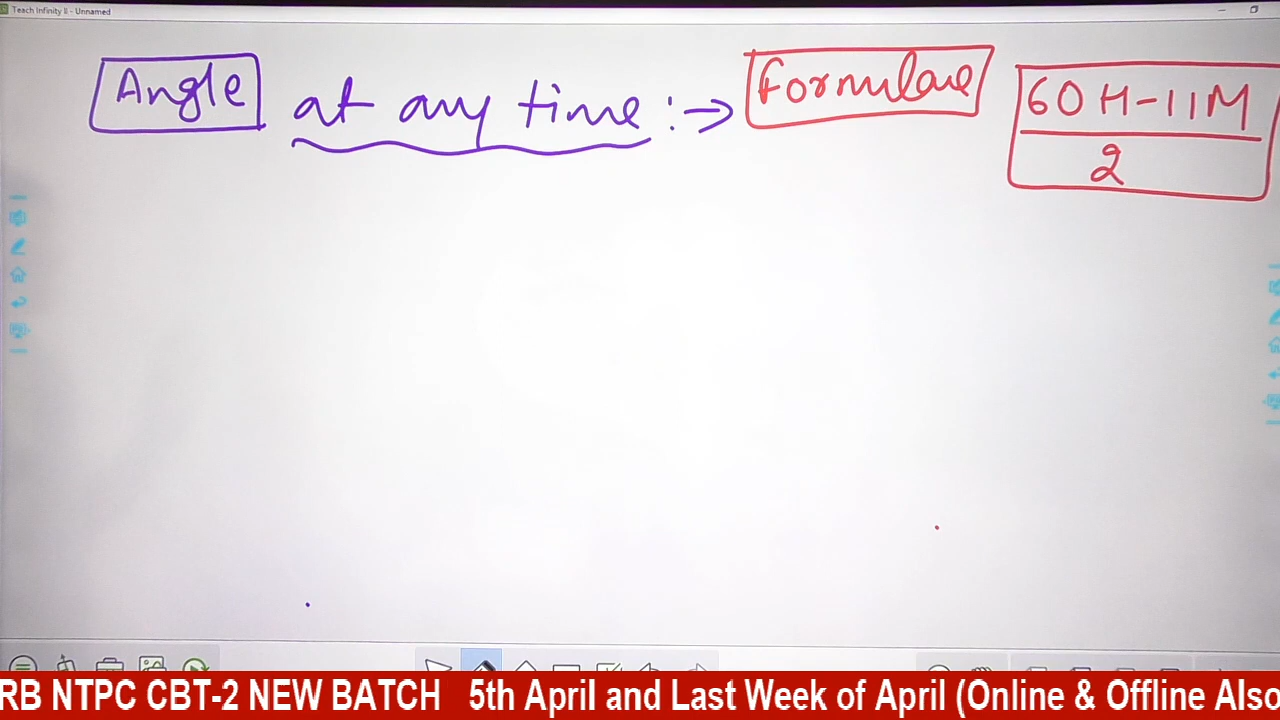 Teach Infinity II - Unnamed
Angle at any time :→ Formulae 60H-11M
2
RB NTPC CBT-2 NEW BATCH 5th April and Last Week of April (Online & Offline Also